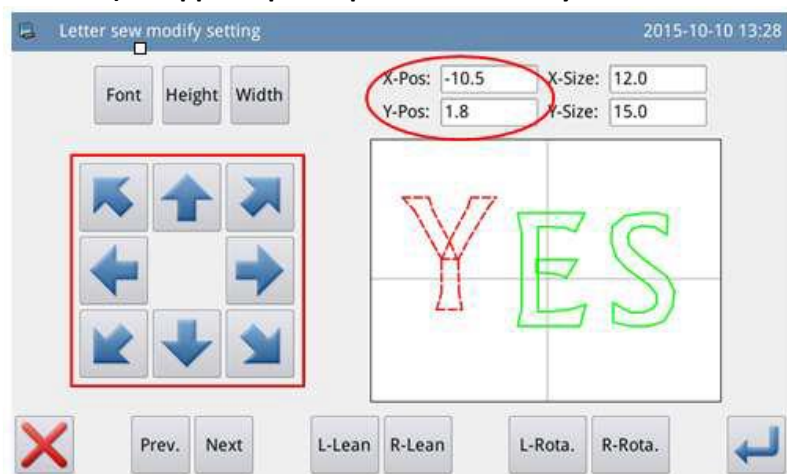 Letter sew modify setting 2015-10-10 13:28
Font Height Width
X-Pos: -10.5 X-Size: 12.0
Y-Pos: 1.8 Y-Size: 15.0
YES
Prev. Next L-Lean R-Lean L-Rota. R-Rota.